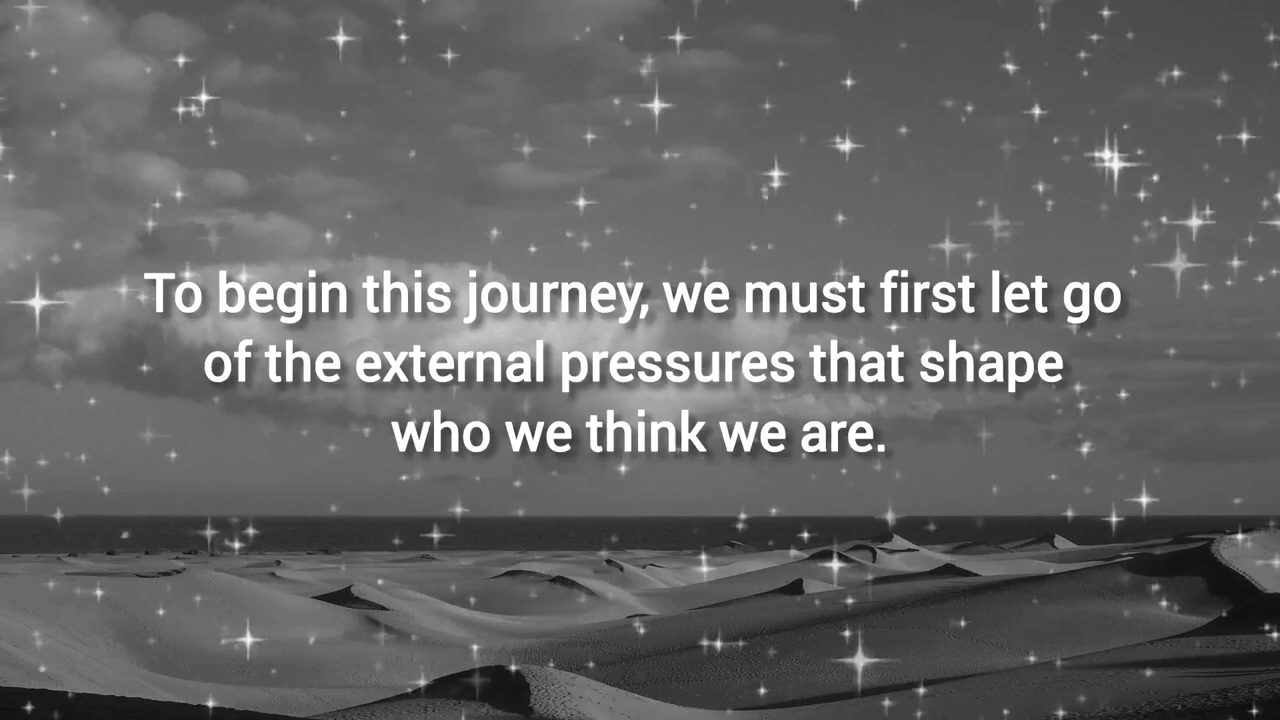 To begin this journey, we must first let go
of the external pressures that shape
who we think we are.